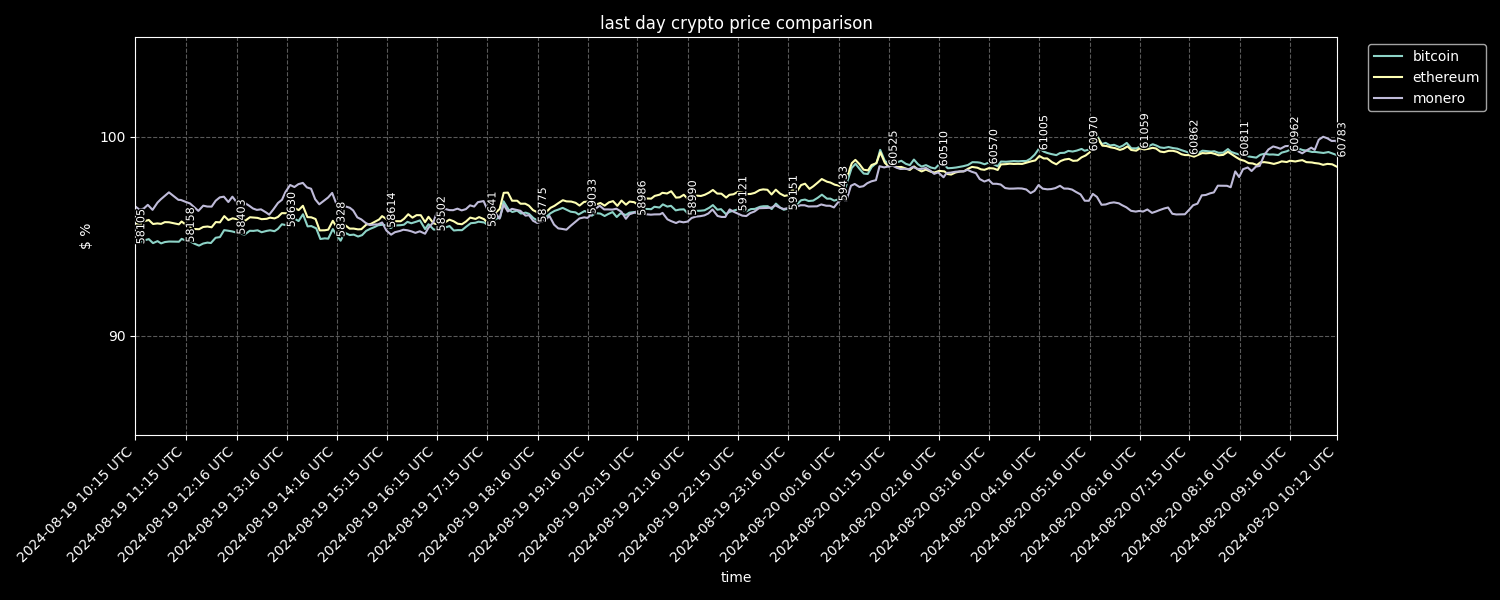 last day crypto price comparison
bitcoin
ethereum
monero
$ %
100
90
58105
58158
58403
58630
58328
58614
58502
58641
58775
59033
58986
58990
59121
59151
59433
60525
60510
60570
61005
60970
61059
60862
60811
60962
60783
2024-08-19 10:15 UTC
2024-08-19 11:15 UTC
2024-08-19 12:16 UTC
2024-08-19 13:16 UTC
2024-08-19 14:16 UTC
2024-08-19 15:15 UTC
2024-08-19 16:15 UTC
2024-08-19 17:15 UTC
2024-08-19 18:16 UTC
2024-08-19 19:16 UTC
2024-08-19 20:15 UTC
2024-08-19 21:16 UTC
2024-08-19 22:15 UTC
2024-08-19 23:16 UTC
2024-08-20 00:16 UTC
2024-08-20 01:15 UTC
2024-08-20 02:16 UTC
2024-08-20 03:16 UTC
2024-08-20 04:16 UTC
2024-08-20 05:16 UTC
2024-08-20 06:16 UTC
2024-08-20 07:15 UTC
2024-08-20 08:16 UTC
2024-08-20 09:16 UTC
2024-08-20 10:12 UTC
time